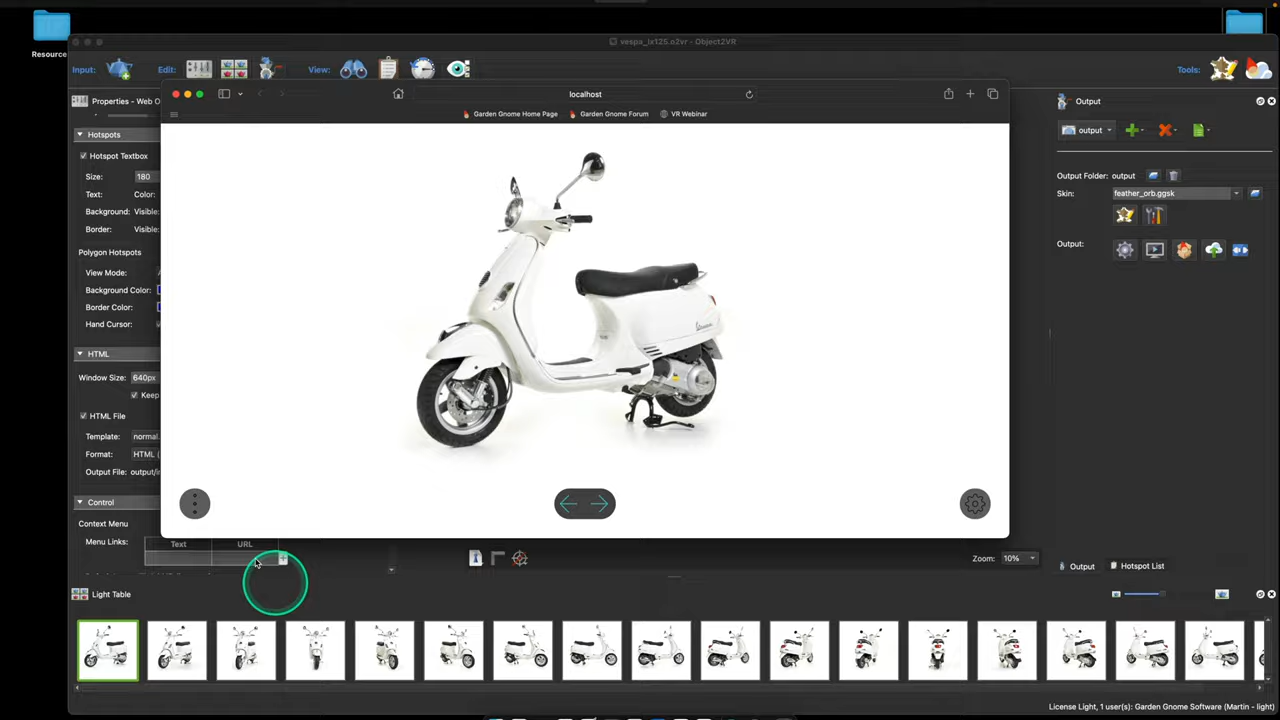 Resource
vespa_lx125.o2vr - Object2VR
Input:
Edit:
View:
Tools:
Properties - Web O
localhost
Garden Gnome Home Page
Garden Gnome Forum
VR Webinar
Output
Hotspots
output
Hotspot Textbox
Size: 180
Output Folder: output
Text: Color:
Skin: feather_orb.ggsk
Background: Visible:
Border: Visible:
Output:
Polygon Hotspots
View Mode:
Background Color:
Border Color:
Hand Cursor:
HTML
Window Size: 640px
Keep
HTML File
Template: normal.
Format: HTML (
Output File: output/i
Control
Context Menu
Menu Links:
Text
URL
Zoom: 10%
Output
Hotspot List
Light Table
License Light, 1 user(s): Garden Gnome Software (Martin - light)